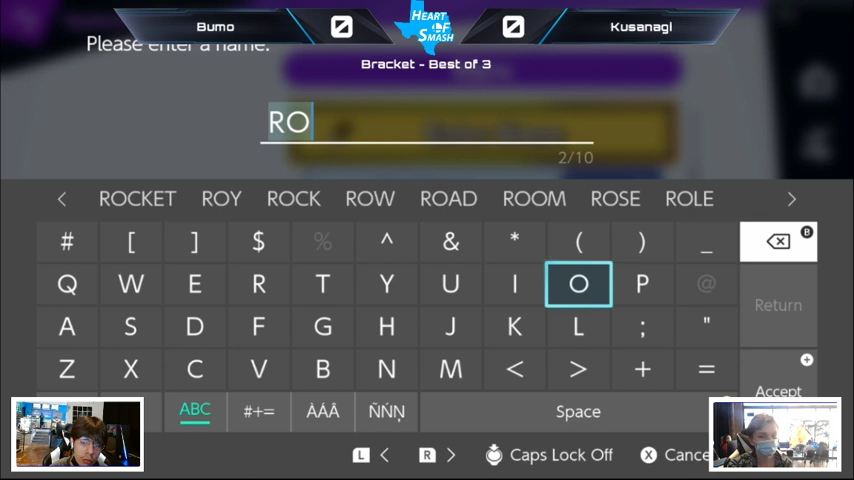 Bumo
0
HEART
OF
SMASH
0
Kusanagi
Please enter a name.
Bracket - Best of 3
RO
2/10
< ROCKET ROY ROCK ROW ROAD ROOM ROSE ROLE >
# [ ] $ % ^ & * ( ) _ B
Q W E R T Y U I O P @ Return
A S D F G H J K L ; "
Z X C V B N M < > + = + Accept
ABC #+= ÀÁÂ ÑŃŅ Space
L < R > Caps Lock Off X Cance